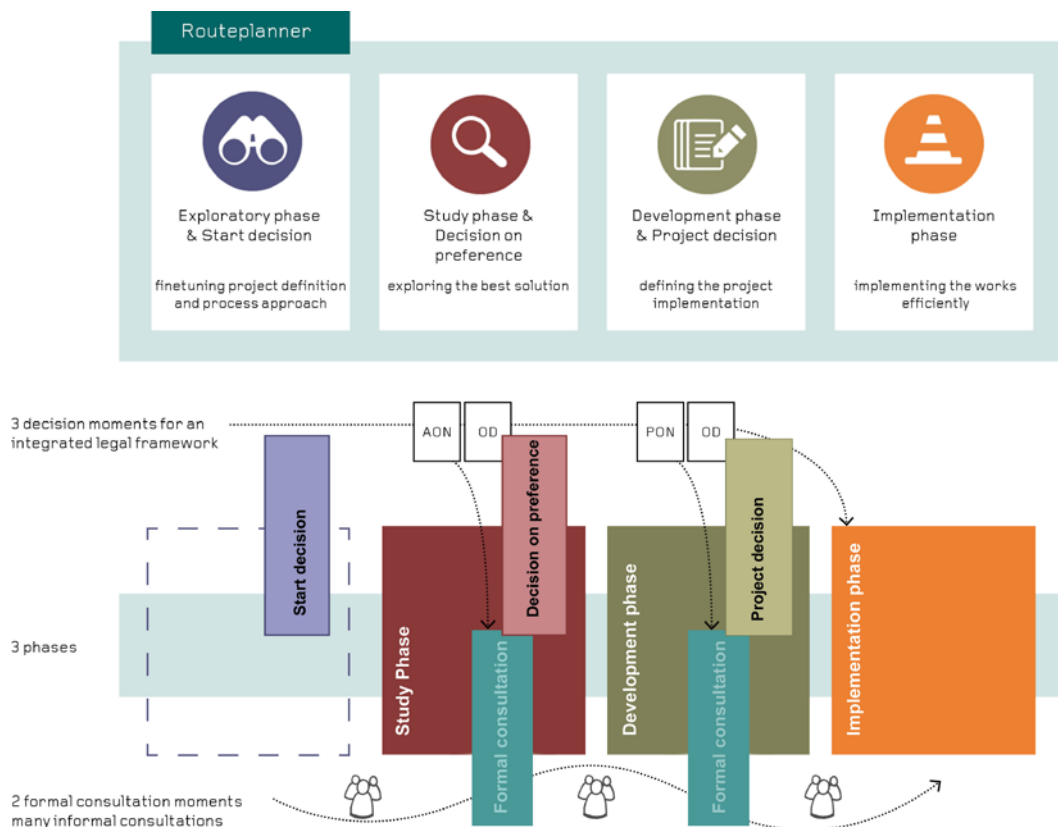 Routeplanner
Exploratory phase
& Start decision
finetuning project definition
and process approach
Study phase &
Decision on
preference
exploring the best solution
Development phase
& Project decision
defining the project
implementation
Implementation
phase
implementing the works
efficiently
3 decision moments for an
integrated legal framework
AON
OD
PON
OD
Start decision
Decision on preference
Project decision
3 phases
Study Phase
Formal consultation
Development phase
Formal consultation
Implementation phase
2 formal consultation moments
many informal consultations